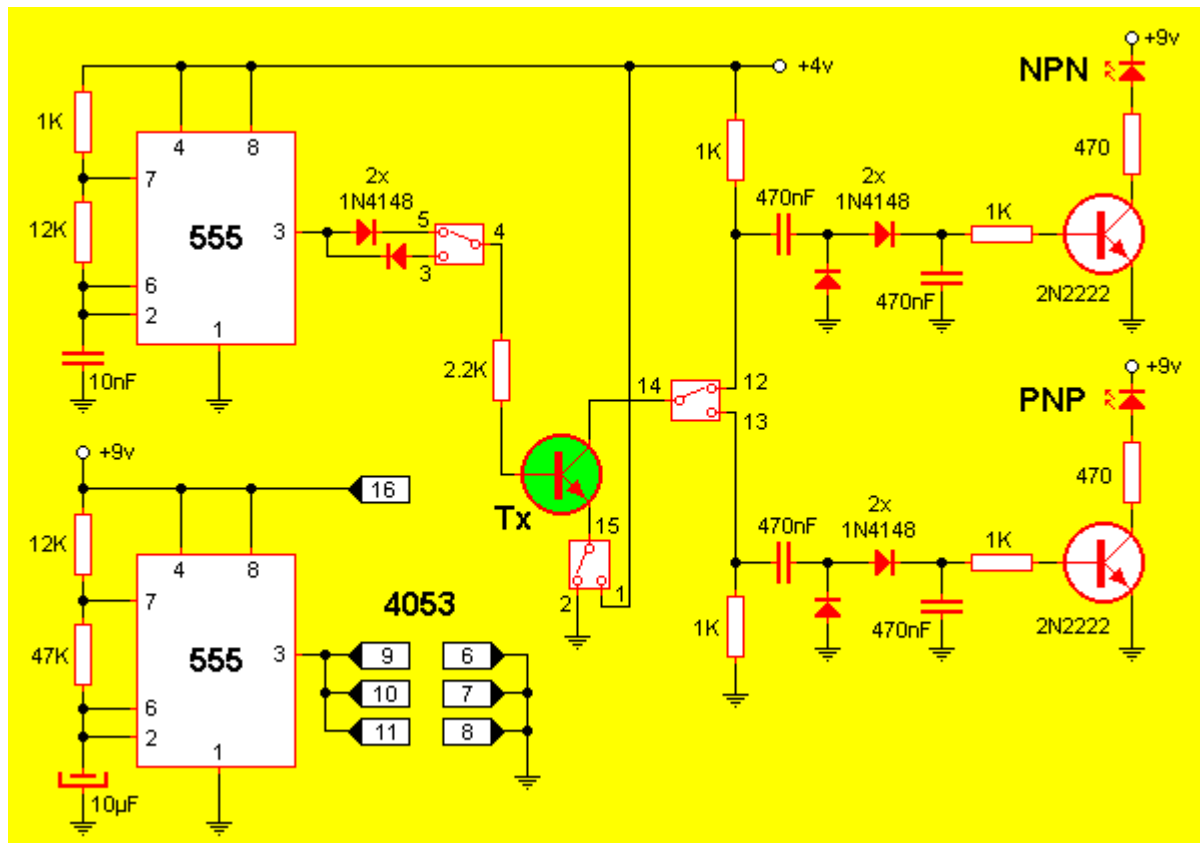 +9v
NPN
+4v
1K
4 8
1K
470
7
2x
1N4148
470nF
2x
1N4148
1K
12K
555
3
5
4
3
6
2
470nF
2N2222
1
10nF
2.2K
14
12
13
+9v
PNP
+9v
16
470
Tx
15
2x
1N4148
470nF
1K
12K
4 8
7
2 1
4053
1K
470nF
2N2222
47K
555
3
9 6
10 7
11 8
6
2
1
10µF